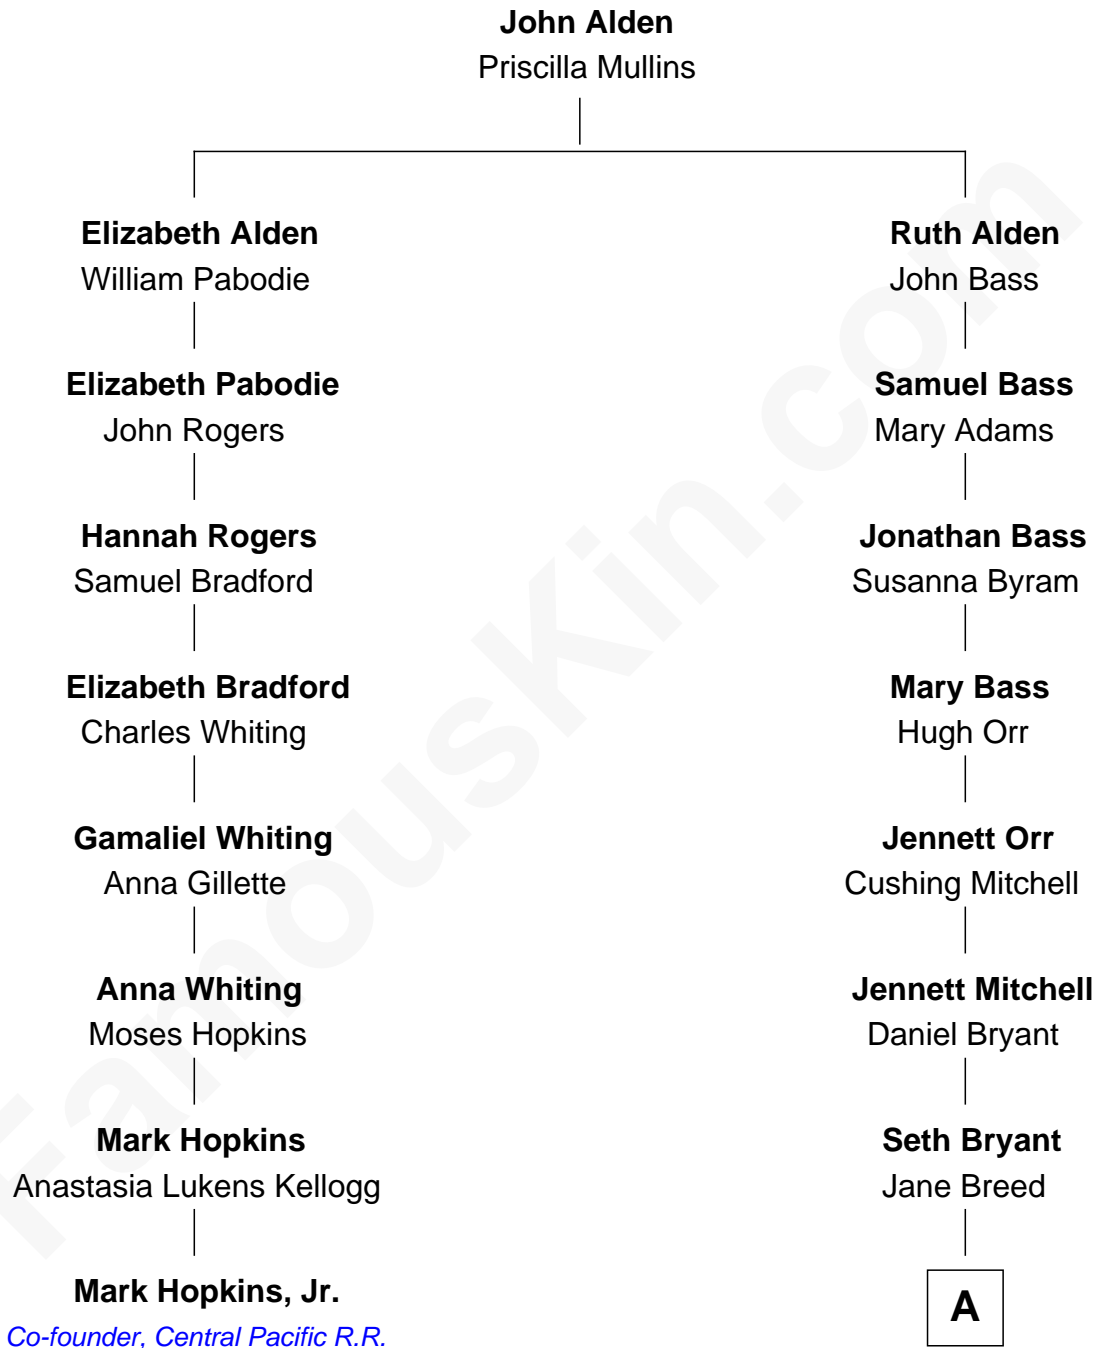 John Alden
Priscilla Mullins
Elizabeth Alden
William Pabodie
Ruth Alden
John Bass
Elizabeth Pabodie
John Rogers
Samuel Bass
Mary Adams
Hannah Rogers
Samuel Bradford
Jonathan Bass
Susanna Byram
Elizabeth Bradford
Charles Whiting
Mary Bass
Hugh Orr
Gamaliel Whiting
Anna Gillette
Jennett Orr
Cushing Mitchell
Anna Whiting
Moses Hopkins
Jennett Mitchell
Daniel Bryant
Mark Hopkins
Anastasia Lukens Kellogg
Seth Bryant
Jane Breed
Mark Hopkins, Jr.
Co-founder, Central Pacific R.R.
A
FamousKin.com